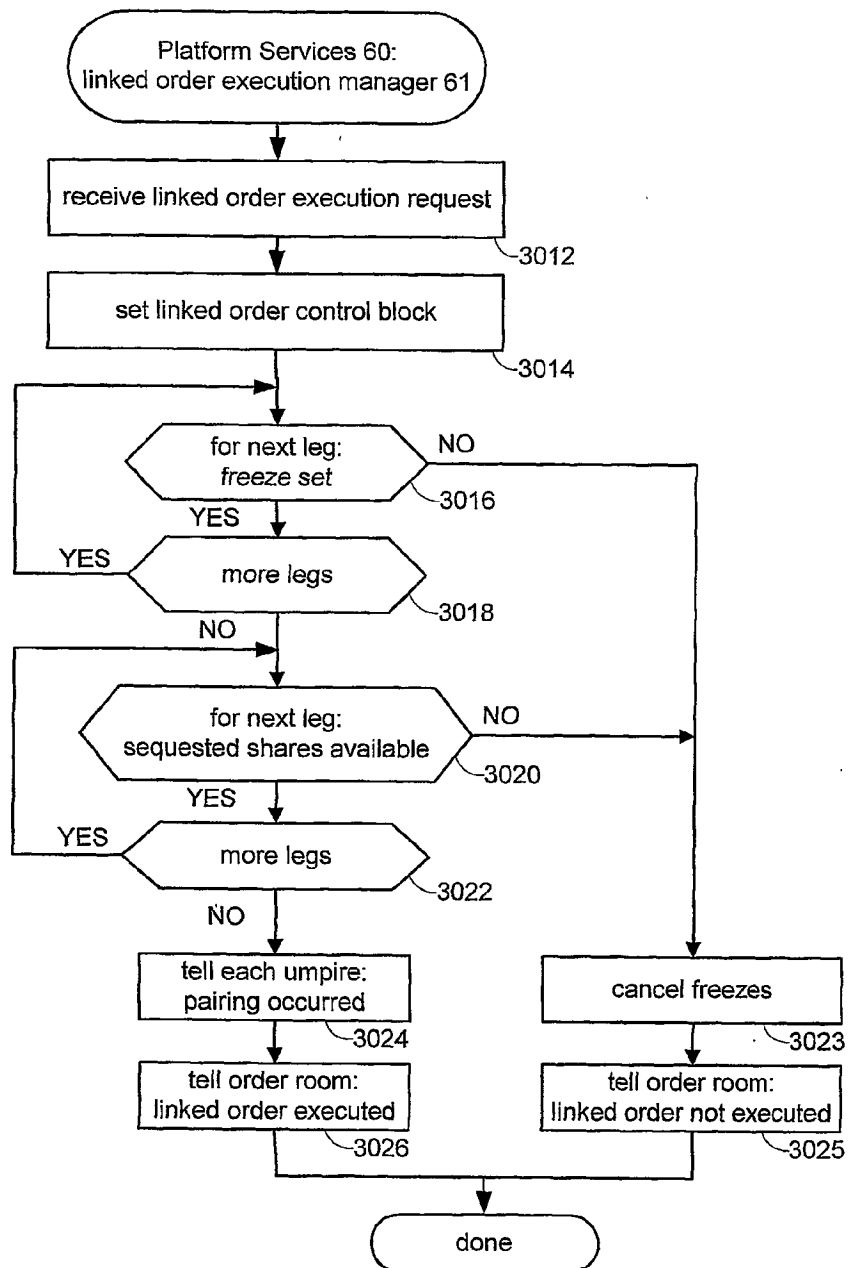 Platform Services 60:
linked order execution manager 61
receive linked order execution request
3012
set linked order control block
3014
for next leg:
freeze set
NO
3016
YES
more legs
YES
3018
NO
for next leg:
sequested shares available
NO
3020
YES
more legs
YES
3022
NO
tell each umpire:
pairing occurred
3024
cancel freezes
3023
tell order room:
linked order executed
3026
tell order room:
linked order not executed
3025
done